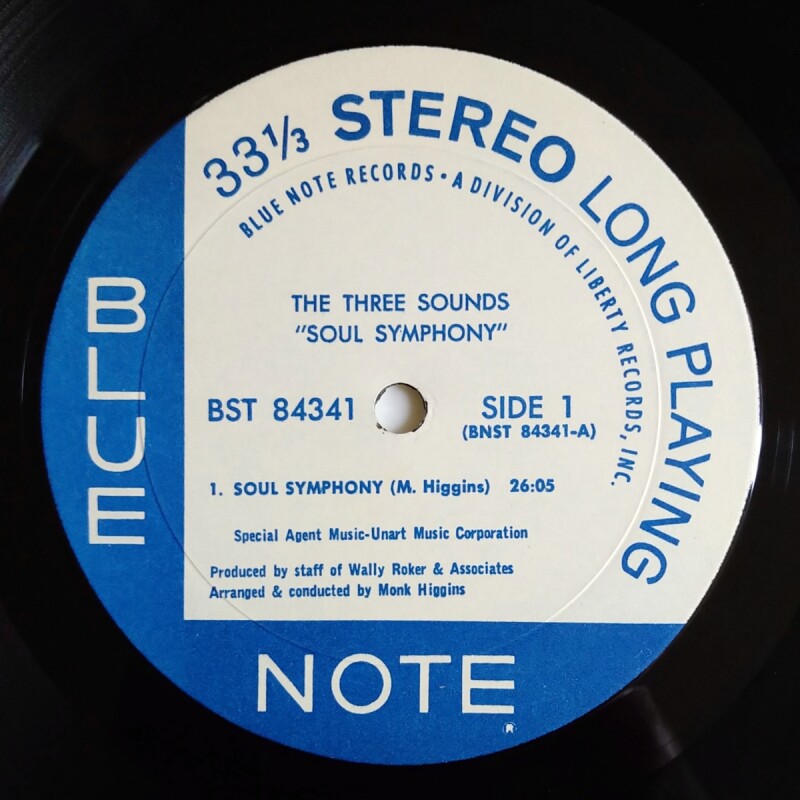 33⅓ STEREO LONG PLAYING
BLUE NOTE RECORDS • A DIVISION OF LIBERTY RECORDS, INC.
THE THREE SOUNDS
"SOUL SYMPHONY"
BST 84341
SIDE 1
(BNST 84341-A)
1. SOUL SYMPHONY (M. Higgins) 26:05
Special Agent Music-Unart Music Corporation
Produced by staff of Wally Roker & Associates
Arranged & conducted by Monk Higgins
BLUE
NOTE
®